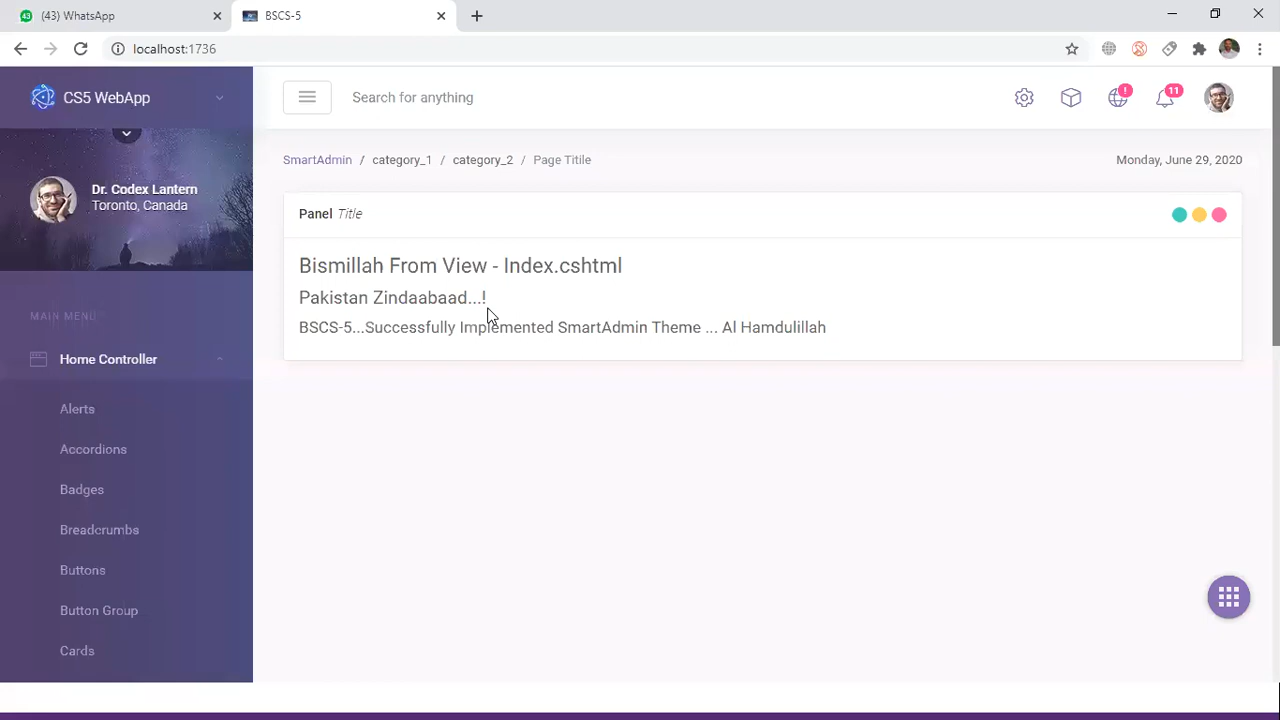 43
(43) WhatsApp
BSCS-5
localhost:1736
CS5 WebApp
Search for anything
!
11
Dr. Codex Lantern
Toronto, Canada
SmartAdmin / category_1 / category_2 / Page Titile
Monday, June 29, 2020
Panel Title
Bismillah From View - Index.cshtml
Pakistan Zindaabaad...!
BSCS-5...Successfully Implemented SmartAdmin Theme ... Al Hamdulillah
MAIN MENU
Home Controller
Alerts
Accordions
Badges
Breadcrumbs
Buttons
Button Group
Cards